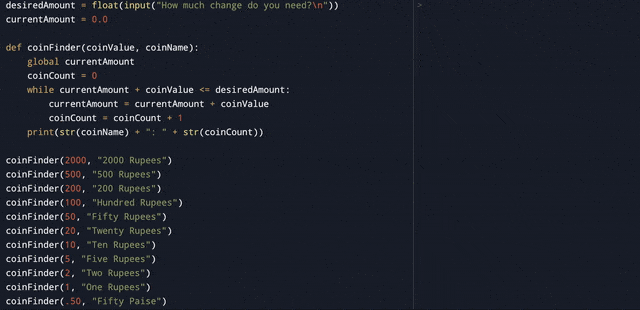 desiredAmount = float(input("How much change do you need?\n"))
currentAmount = 0.0
def coinFinder(coinValue, coinName):
    global currentAmount
    coinCount = 0
    while currentAmount + coinValue <= desiredAmount:
        currentAmount = currentAmount + coinValue
        coinCount = coinCount + 1
    print(str(coinName) + ": " + str(coinCount))
coinFinder(2000, "2000 Rupees")
coinFinder(500, "500 Rupees")
coinFinder(200, "200 Rupees")
coinFinder(100, "Hundred Rupees")
coinFinder(50, "Fifty Rupees")
coinFinder(20, "Twenty Rupees")
coinFinder(10, "Ten Rupees")
coinFinder(5, "Five Rupees")
coinFinder(2, "Two Rupees")
coinFinder(1, "One Rupees")
coinFinder(.50, "Fifty Paise")
>